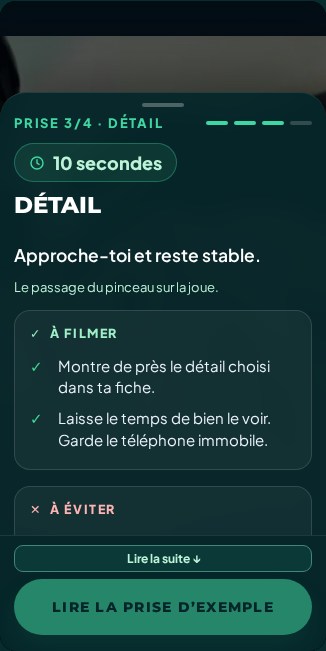 PRISE 3/4 · DÉTAIL
10 secondes
DÉTAIL
Approche-toi et reste stable.
Le passage du pinceau sur la joue.
✓ À FILMER
✓ Montre de près le détail choisi
dans ta fiche.
✓ Laisse le temps de bien le voir.
Garde le téléphone immobile.
✕ À ÉVITER
Lire la suite ↓
LIRE LA PRISE D’EXEMPLE